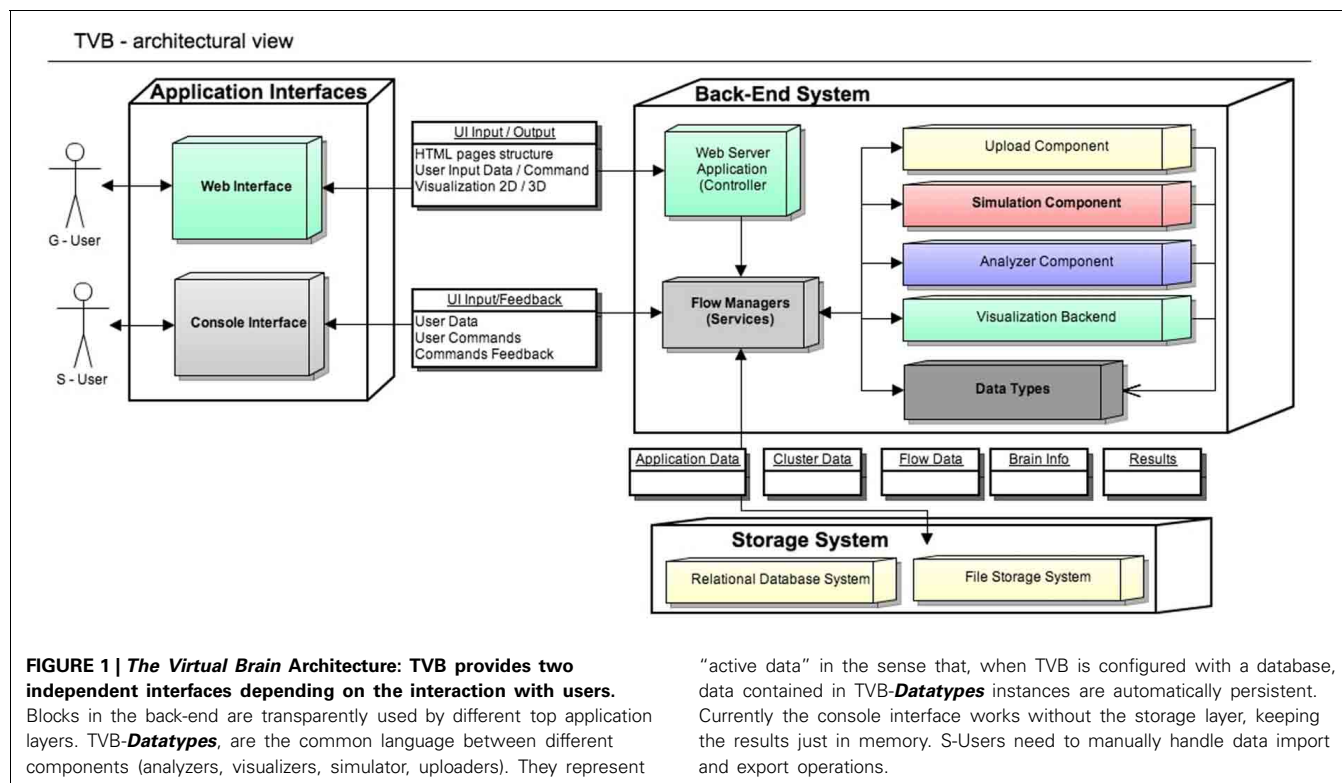 TVB - architectural view
Application Interfaces
Web Interface
Console Interface
G - User
S - User
UI Input / Output
HTML pages structure
User Input Data / Command
Visualization 2D / 3D
UI Input/Feedback
User Data
User Commands
Commands Feedback
Back-End System
Web Server
Application
(Controller
Flow Managers
(Services)
Upload Component
Simulation Component
Analyzer Component
Visualization Backend
Data Types
Application Data
Cluster Data
Flow Data
Brain Info
Results
Storage System
Relational Database System
File Storage System
FIGURE 1 | The Virtual Brain Architecture: TVB provides two
independent interfaces depending on the interaction with users.
Blocks in the back-end are transparently used by different top application
layers. TVB-Datatypes, are the common language between different
components (analyzers, visualizers, simulator, uploaders). They represent
“active data” in the sense that, when TVB is configured with a database,
data contained in TVB-Datatypes instances are automatically persistent.
Currently the console interface works without the storage layer, keeping
the results just in memory. S-Users need to manually handle data import
and export operations.